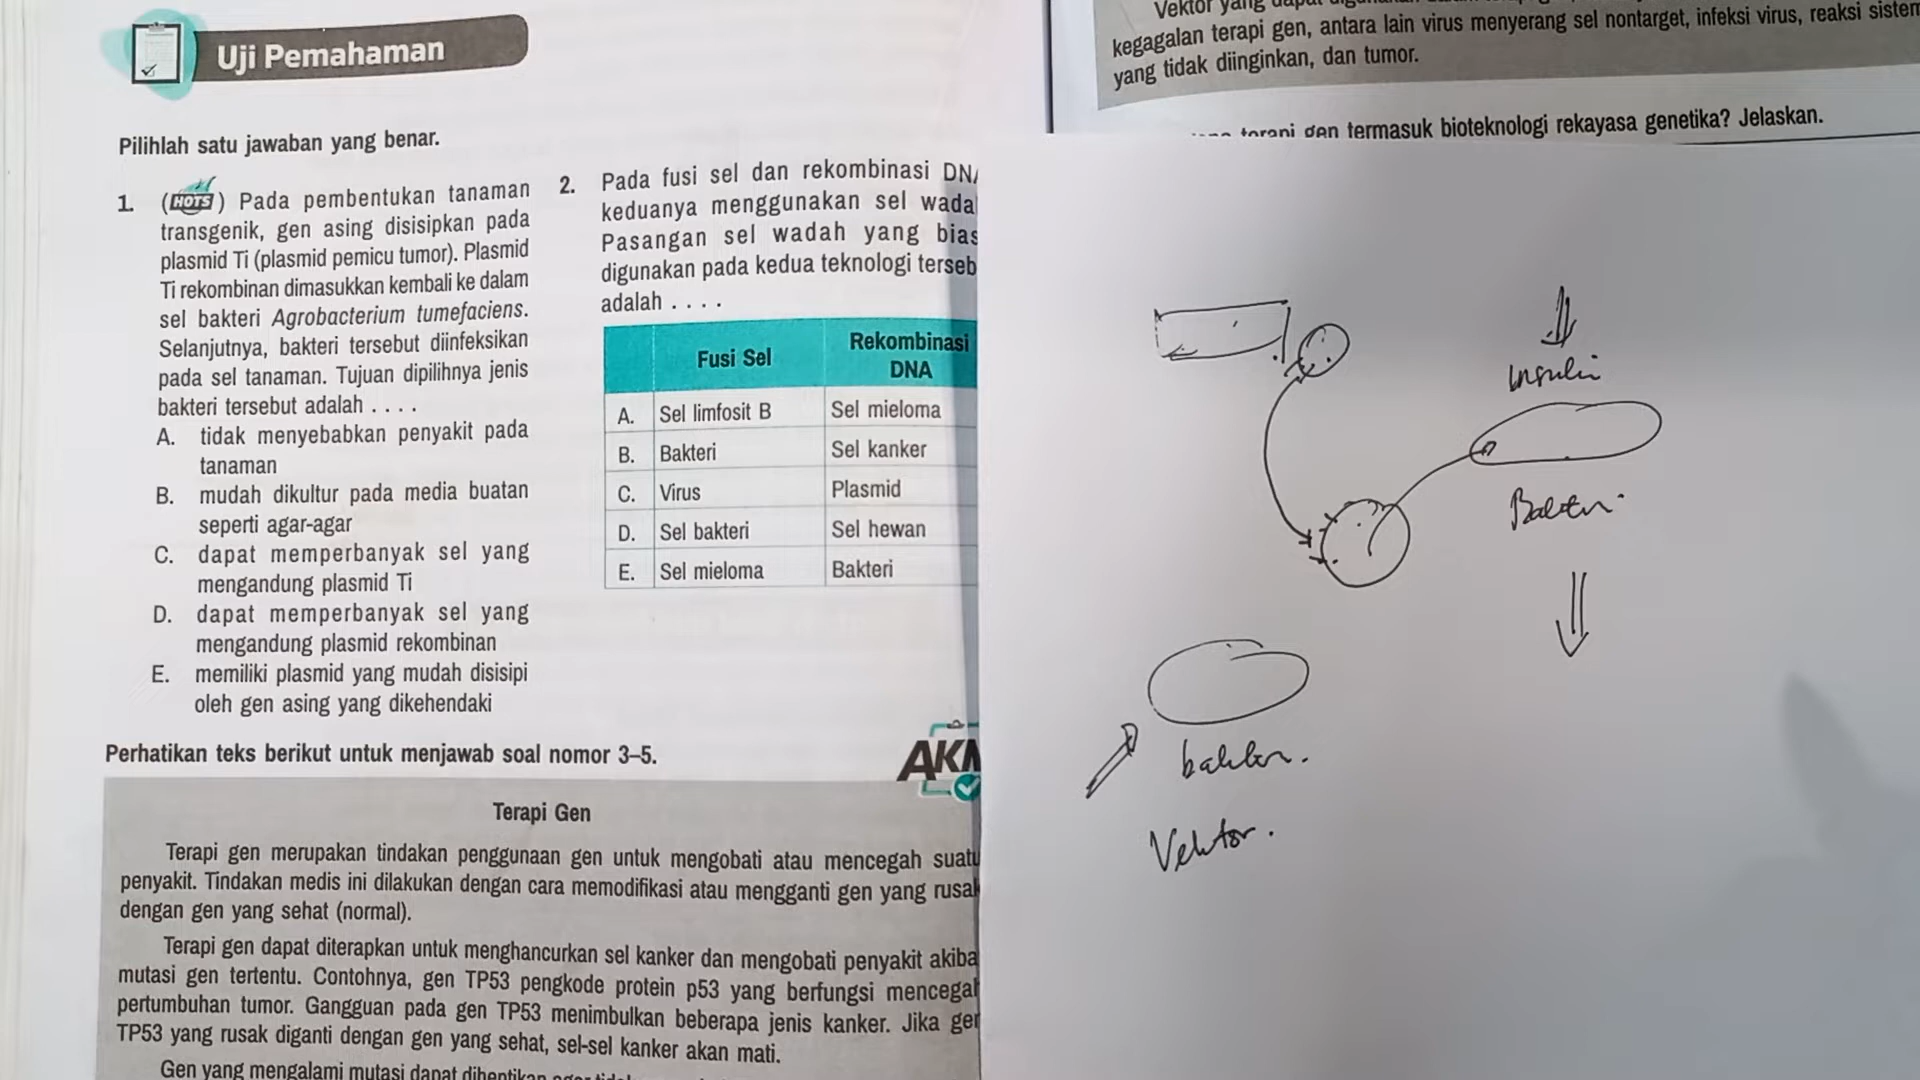 Uji Pemahaman
Pilihlah satu jawaban yang benar.
1. (HOTS) Pada pembentukan tanaman
transgenik, gen asing disisipkan pada
plasmid Ti (plasmid pemicu tumor). Plasmid
Ti rekombinan dimasukkan kembali ke dalam
sel bakteri Agrobacterium tumefaciens.
Selanjutnya, bakteri tersebut diinfeksikan
pada sel tanaman. Tujuan dipilihnya jenis
bakteri tersebut adalah . . . .
A. tidak menyebabkan penyakit pada
tanaman
B. mudah dikultur pada media buatan
seperti agar-agar
C. dapat memperbanyak sel yang
mengandung plasmid Ti
D. dapat memperbanyak sel yang
mengandung plasmid rekombinan
E. memiliki plasmid yang mudah disisipi
oleh gen asing yang dikehendaki
2. Pada fusi sel dan rekombinasi DN
keduanya menggunakan sel wada
Pasangan sel wadah yang bias
digunakan pada kedua teknologi terseb
adalah . . . .
Fusi Sel
Rekombinasi
DNA
A. Sel limfosit B Sel mieloma
B. Bakteri Sel kanker
C. Virus Plasmid
D. Sel bakteri Sel hewan
E. Sel mieloma Bakteri
Perhatikan teks berikut untuk menjawab soal nomor 3–5.
AK
Terapi Gen
Terapi gen merupakan tindakan penggunaan gen untuk mengobati atau mencegah suatu
penyakit. Tindakan medis ini dilakukan dengan cara memodifikasi atau mengganti gen yang rusak
dengan gen yang sehat (normal).
Terapi gen dapat diterapkan untuk menghancurkan sel kanker dan mengobati penyakit akiba
mutasi gen tertentu. Contohnya, gen TP53 pengkode protein p53 yang berfungsi mencegah
pertumbuhan tumor. Gangguan pada gen TP53 menimbulkan beberapa jenis kanker. Jika gen
TP53 yang rusak diganti dengan gen yang sehat, sel-sel kanker akan mati.
Gen yang mengalami mutasi dapat dihentikan
Vektor yang dapat
kegagalan terapi gen, antara lain virus menyerang sel nontarget, infeksi virus, reaksi sistem
yang tidak diinginkan, dan tumor.
terapi gen termasuk bioteknologi rekayasa genetika? Jelaskan.
Insulin
Bakteri
bakteri.
Vektor.